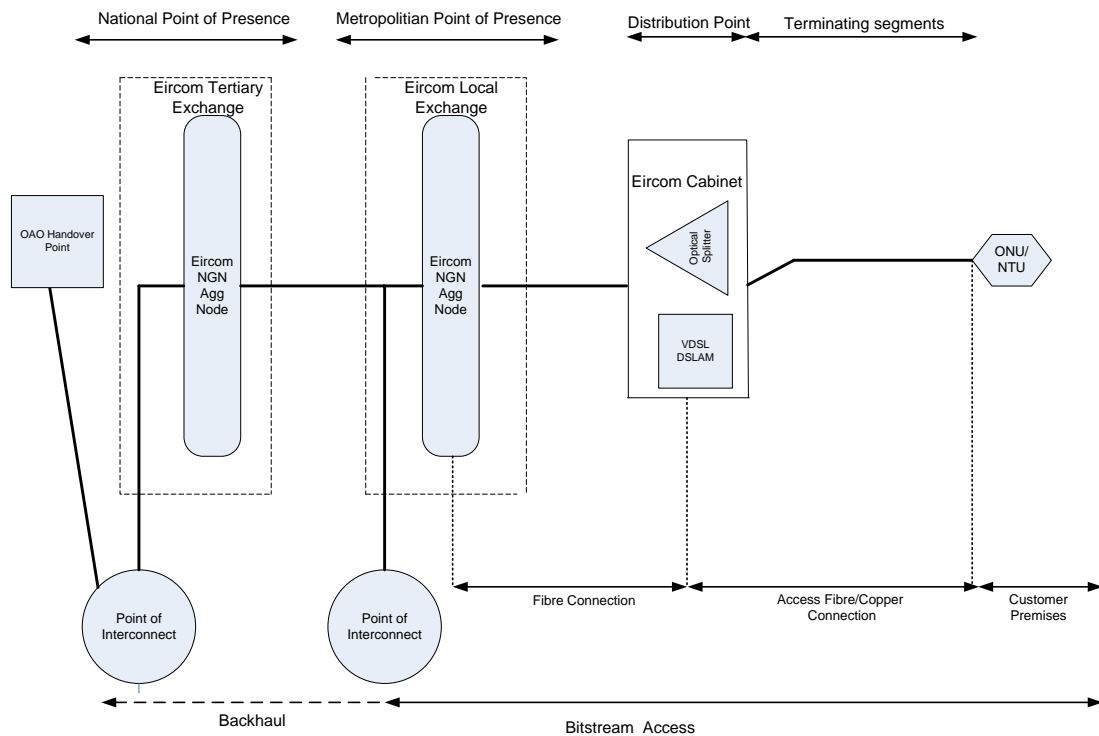 National Point of Presence
Metropolitian Point of Presence
Distribution Point
Terminating segments
Eircom Tertiary
Exchange
Eircom Local
Exchange
Eircom Cabinet
OAO Handover
Point
Eircom
NGN
Agg
Node
Eircom
NGN
Agg
Node
Optical
Splitter
ONU/
NTU
VDSL
DSLAM
Point of
Interconnect
Point of
Interconnect
Fibre Connection
Access Fibre/Copper
Connection
Customer
Premises
Backhaul
Bitstream Access